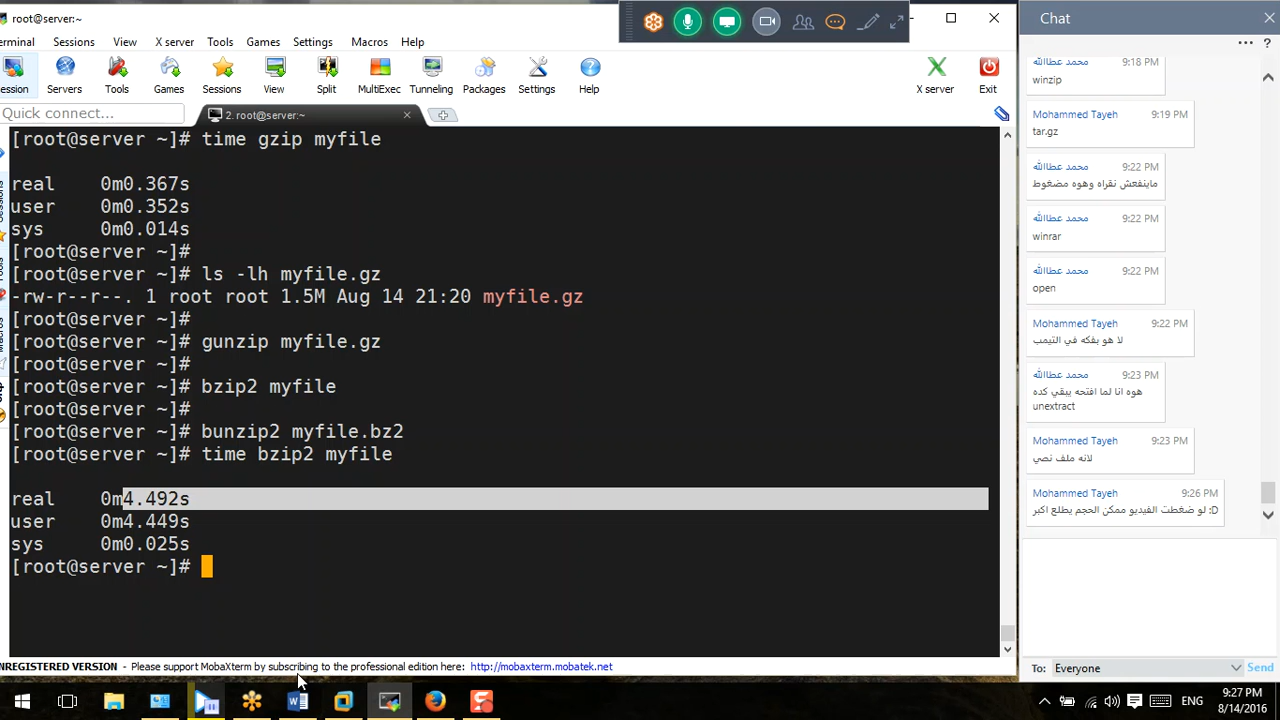 root@server:~
Terminal Sessions View X server Tools Games Settings Macros Help
Session Servers Tools Games Sessions View Split MultiExec Tunneling Packages Settings Help X server Exit
Quick connect...
2. root@server:~
[root@server ~]# time gzip myfile
real 0m0.367s
user 0m0.352s
sys 0m0.014s
[root@server ~]#
[root@server ~]# ls -lh myfile.gz
-rw-r--r--. 1 root root 1.5M Aug 14 21:20 myfile.gz
[root@server ~]#
[root@server ~]# gunzip myfile.gz
[root@server ~]#
[root@server ~]# bzip2 myfile
[root@server ~]#
[root@server ~]# bunzip2 myfile.bz2
[root@server ~]# time bzip2 myfile
real 0m4.492s
user 0m4.449s
sys 0m0.025s
[root@server ~]#
UNREGISTERED VERSION - Please support MobaXterm by subscribing to the professional edition here: http://mobaxterm.mobatek.net
Chat
محمد عطاالله 9:18 PM
winzip
Mohammed Tayeh 9:19 PM
tar.gz
محمد عطاالله 9:22 PM
ماينفعش نقراه وهوه مضغوط
محمد عطاالله 9:22 PM
winrar
محمد عطاالله 9:22 PM
open
Mohammed Tayeh 9:22 PM
لا هو بفكه في التيمب
محمد عطاالله 9:23 PM
هوه انا لما افتحه يبقي كده
unextract
Mohammed Tayeh 9:23 PM
لانه ملف نصي
Mohammed Tayeh 9:26 PM
لو ضغطت الفيديو ممكن الحجم يطلع اكبر :D
To: Everyone Send
ENG
9:27 PM
8/14/2016